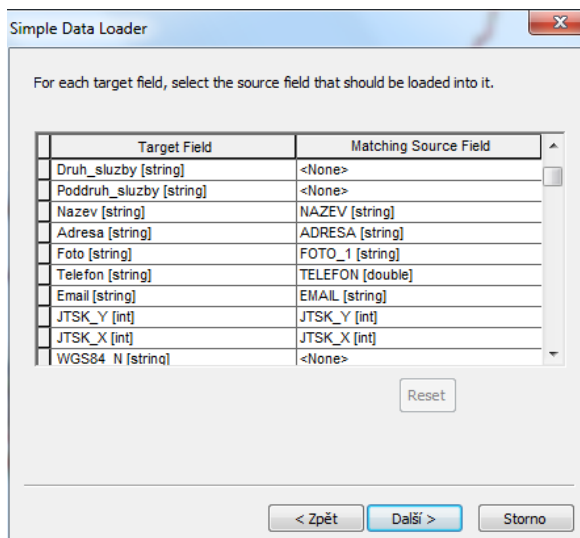 Simple Data Loader
For each target field, select the source field that should be loaded into it.
Target Field Matching Source Field
Druh_sluzby [string] <None>
Poddruh_sluzby [string] <None>
Nazev [string] NAZEV [string]
Adresa [string] ADRESA [string]
Foto [string] FOTO_1 [string]
Telefon [string] TELEFON [double]
Email [string] EMAIL [string]
JTSK_Y [int] JTSK_Y [int]
JTSK_X [int] JTSK_X [int]
WGS84_N [string] <None>
Reset
< Zpět Další > Storno